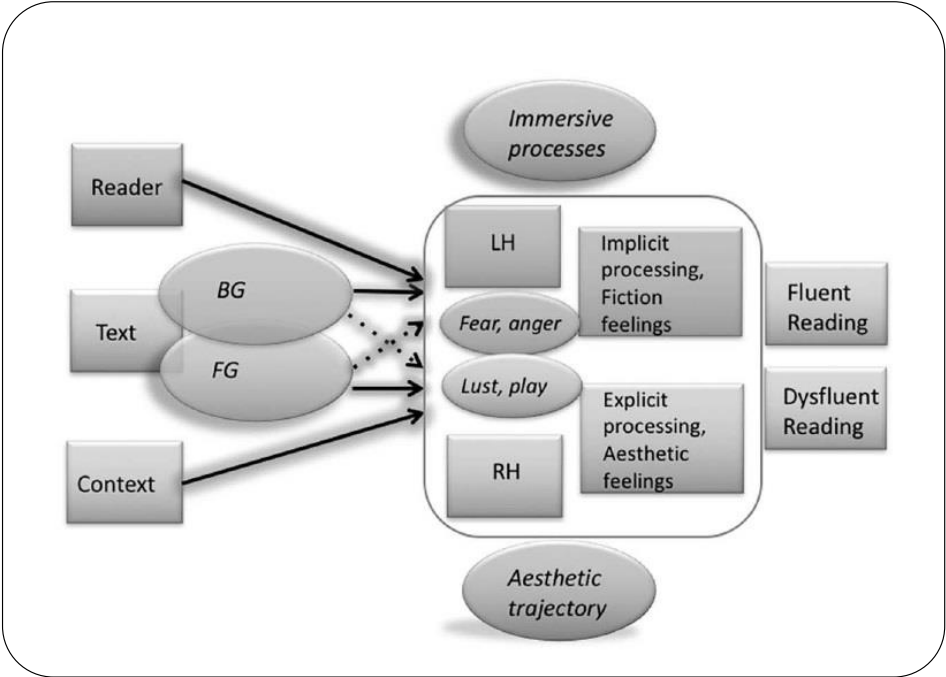 Immersive
processes
Reader
LH
Implicit
processing,
Fiction
feelings
BG
Fear, anger
Fluent
Reading
Text
FG
Lust, play
Explicit
processing,
Aesthetic
feelings
Dysfluent
Reading
Context
RH
Aesthetic
trajectory